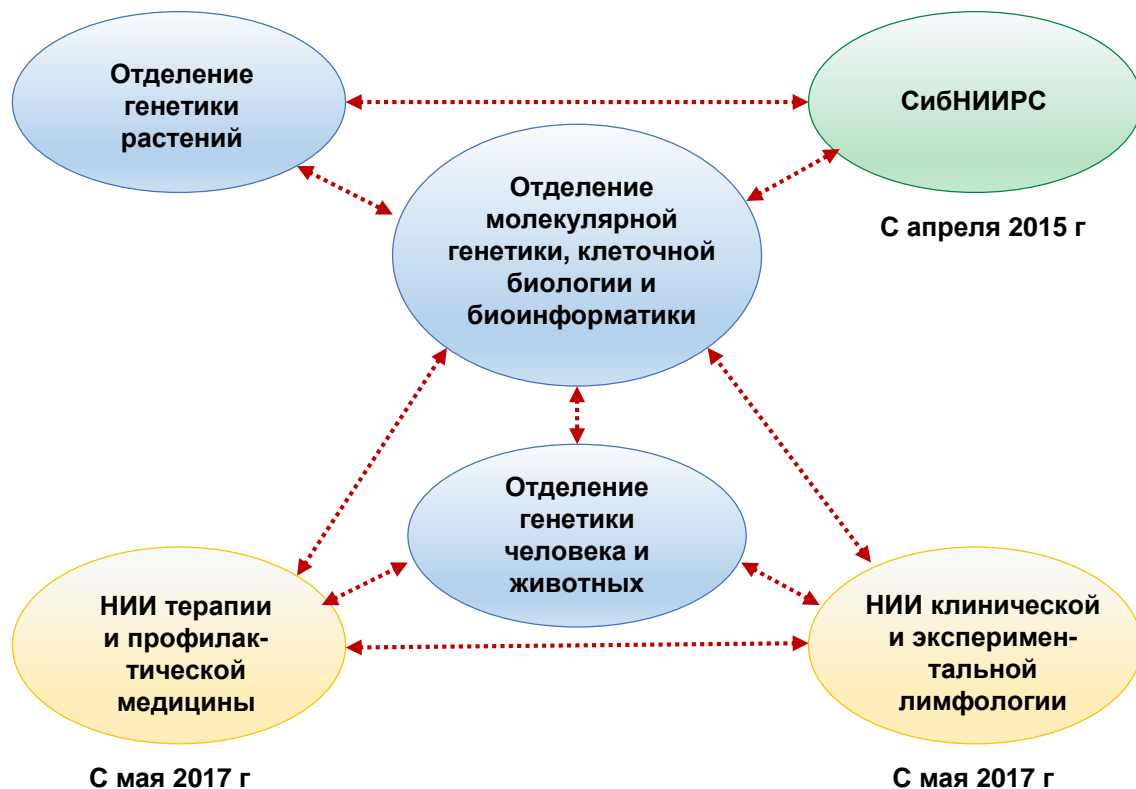 Отделение
генетики
растений
СибНИИРС
С апреля 2015 г
Отделение
молекулярной
генетики, клеточной
биологии и
биоинформатики
Отделение
генетики
человека и
животных
НИИ терапии
и профилак-
тической
медицины
С мая 2017 г
НИИ клинической
и эксперимен-
тальной
лимфологии
С мая 2017 г